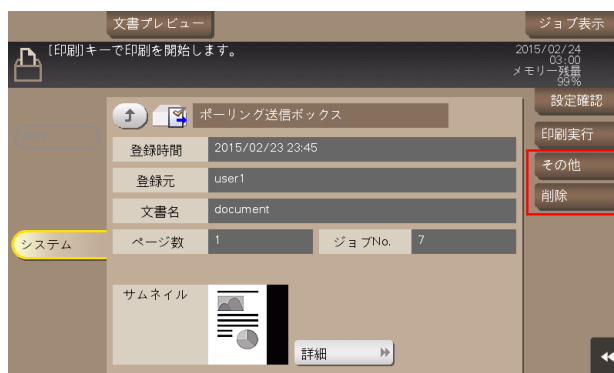 文書プレビュー
ジョブ表示
[印刷]キーで印刷を開始します。
2015/02/24
03:00
メモリー残量
99%
設定確認
ポーリング送信ボックス
印刷実行
登録時間
2015/02/23 23:45
その他
登録元
user1
削除
文書名
document
システム
ページ数
1
ジョブNo.
7
サムネイル
詳細